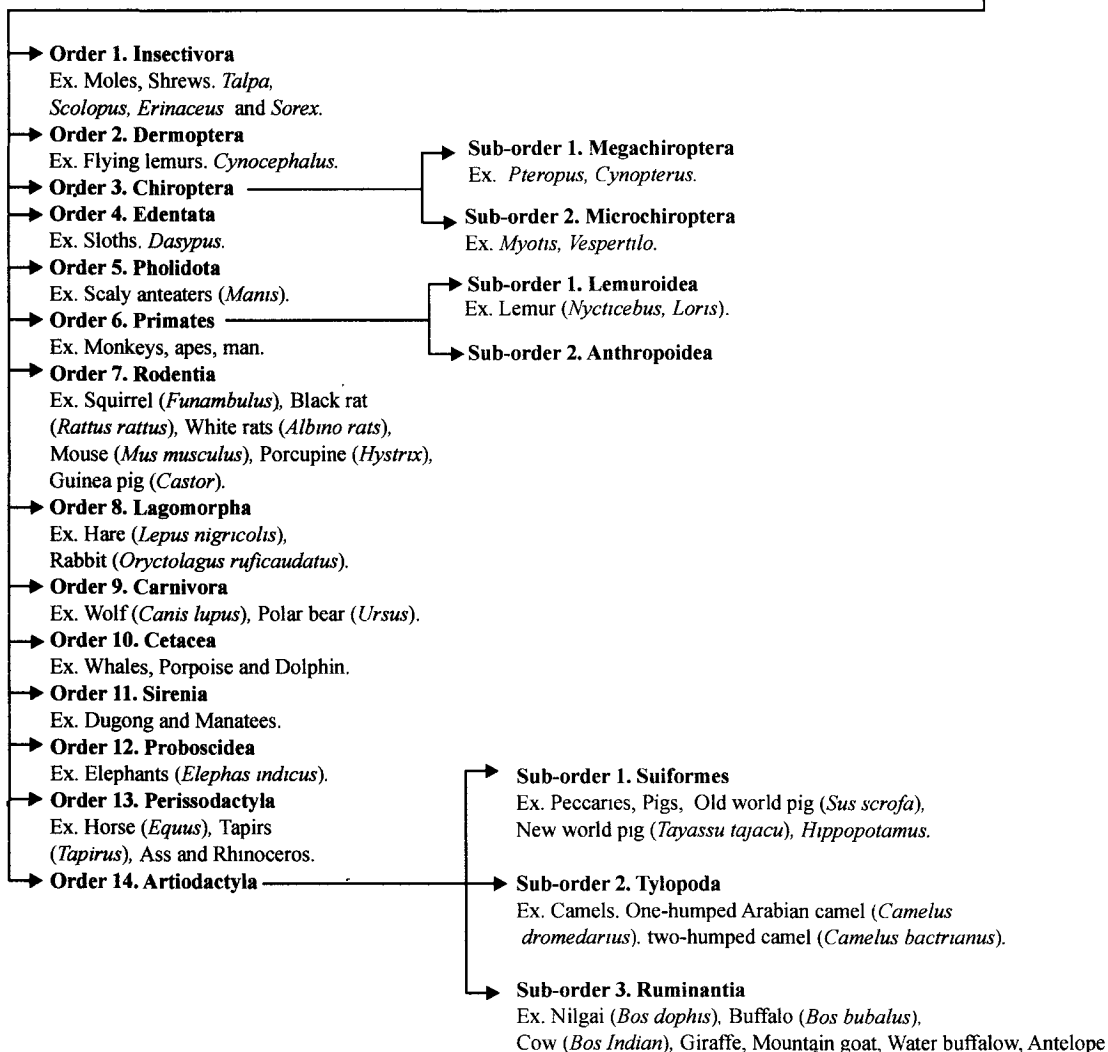 Order 1. Insectivora
Ex. Moles, Shrews. Talpa,
Scolopus, Erinaceus and Sorex.
Order 2. Dermoptera
Ex. Flying lemurs. Cynocephalus.
Order 3. Chiroptera
Sub-order 1. Megachiroptera
Ex. Pteropus, Cynopterus.
Sub-order 2. Microchiroptera
Ex. Myotis, Vespertilo.
Order 4. Edentata
Ex. Sloths. Dasypus.
Order 5. Pholidota
Ex. Scaly anteaters (Manis).
Order 6. Primates
Ex. Monkeys, apes, man.
Sub-order 1. Lemuroidea
Ex. Lemur (Nycticebus, Loris).
Sub-order 2. Anthropoidea
Order 7. Rodentia
Ex. Squirrel (Funambulus), Black rat
(Rattus rattus), White rats (Albino rats),
Mouse (Mus musculus), Porcupine (Hystrix),
Guinea pig (Castor).
Order 8. Lagomorpha
Ex. Hare (Lepus nigricolis),
Rabbit (Oryctolagus ruficaudatus).
Order 9. Carnivora
Ex. Wolf (Canis lupus), Polar bear (Ursus).
Order 10. Cetacea
Ex. Whales, Porpoise and Dolphin.
Order 11. Sirenia
Ex. Dugong and Manatees.
Order 12. Proboscidea
Ex. Elephants (Elephas indicus).
Order 13. Perissodactyla
Ex. Horse (Equus), Tapirs
(Tapirus), Ass and Rhinoceros.
Order 14. Artiodactyla
Sub-order 1. Suiformes
Ex. Peccaries, Pigs, Old world pig (Sus scrofa),
New world pig (Tayassu tajacu), Hippopotamus.
Sub-order 2. Tylopoda
Ex. Camels. One-humped Arabian camel (Camelus
dromedarius). two-humped camel (Camelus bactrianus).
Sub-order 3. Ruminantia
Ex. Nilgai (Bos dophis), Buffalo (Bos bubalus),
Cow (Bos Indian), Giraffe, Mountain goat, Water buffalow, Antelope